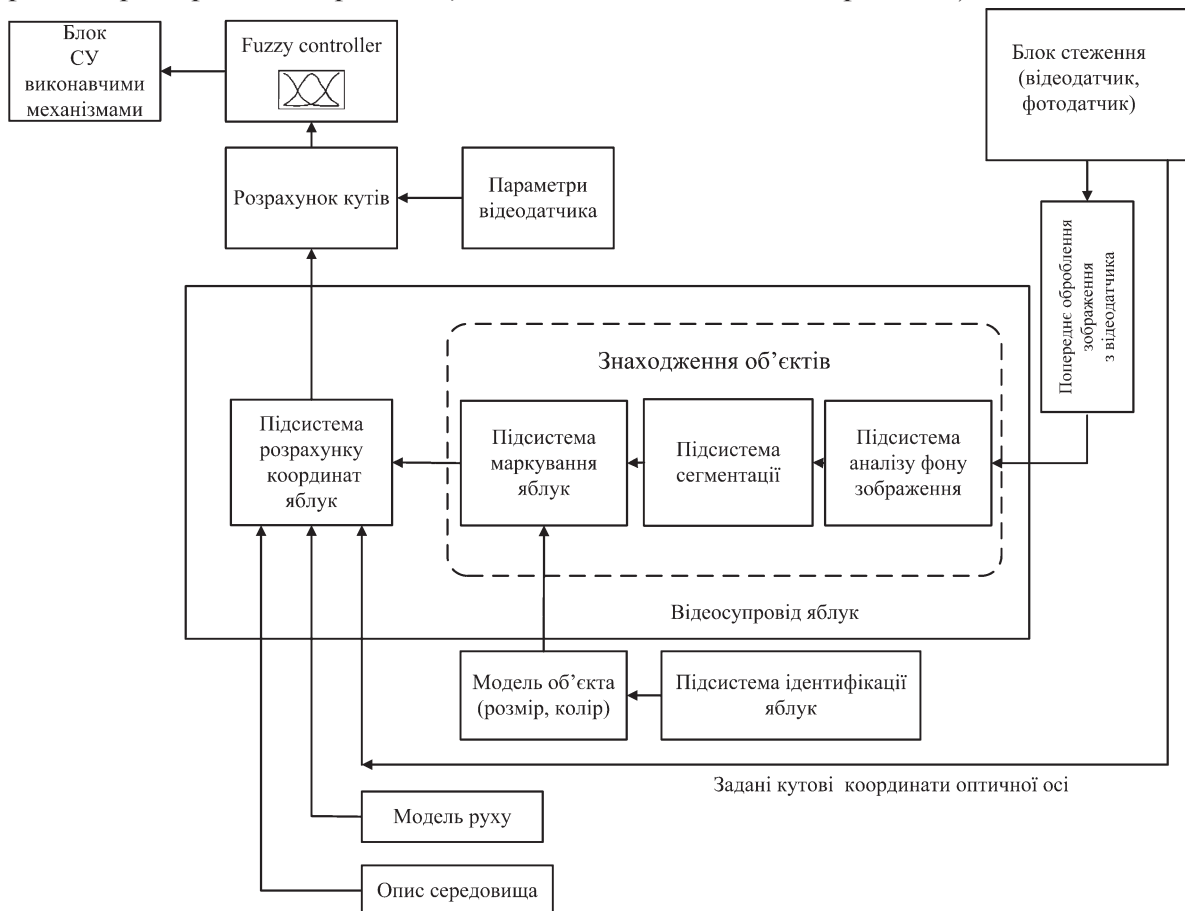 Блок
СУ
виконавчими
механізмами
Fuzzy controller
Блок стеження
(відеодатчик,
фотодатчик)
Розрахунок кутів
Параметри
відеодатчика
Попереднє оброблення
зображення
з відеодатчика
Знаходження об’єктів
Підсистема
розрахунку
координат
яблук
Підсистема
маркування
яблук
Підсистема
сегментації
Підсистема
аналізу фону
зображення
Відеосупровід яблук
Модель об’єкта
(розмір, колір)
Підсистема ідентифікації
яблук
Задані кутові координати оптичної осі
Модель руху
Опис середовища